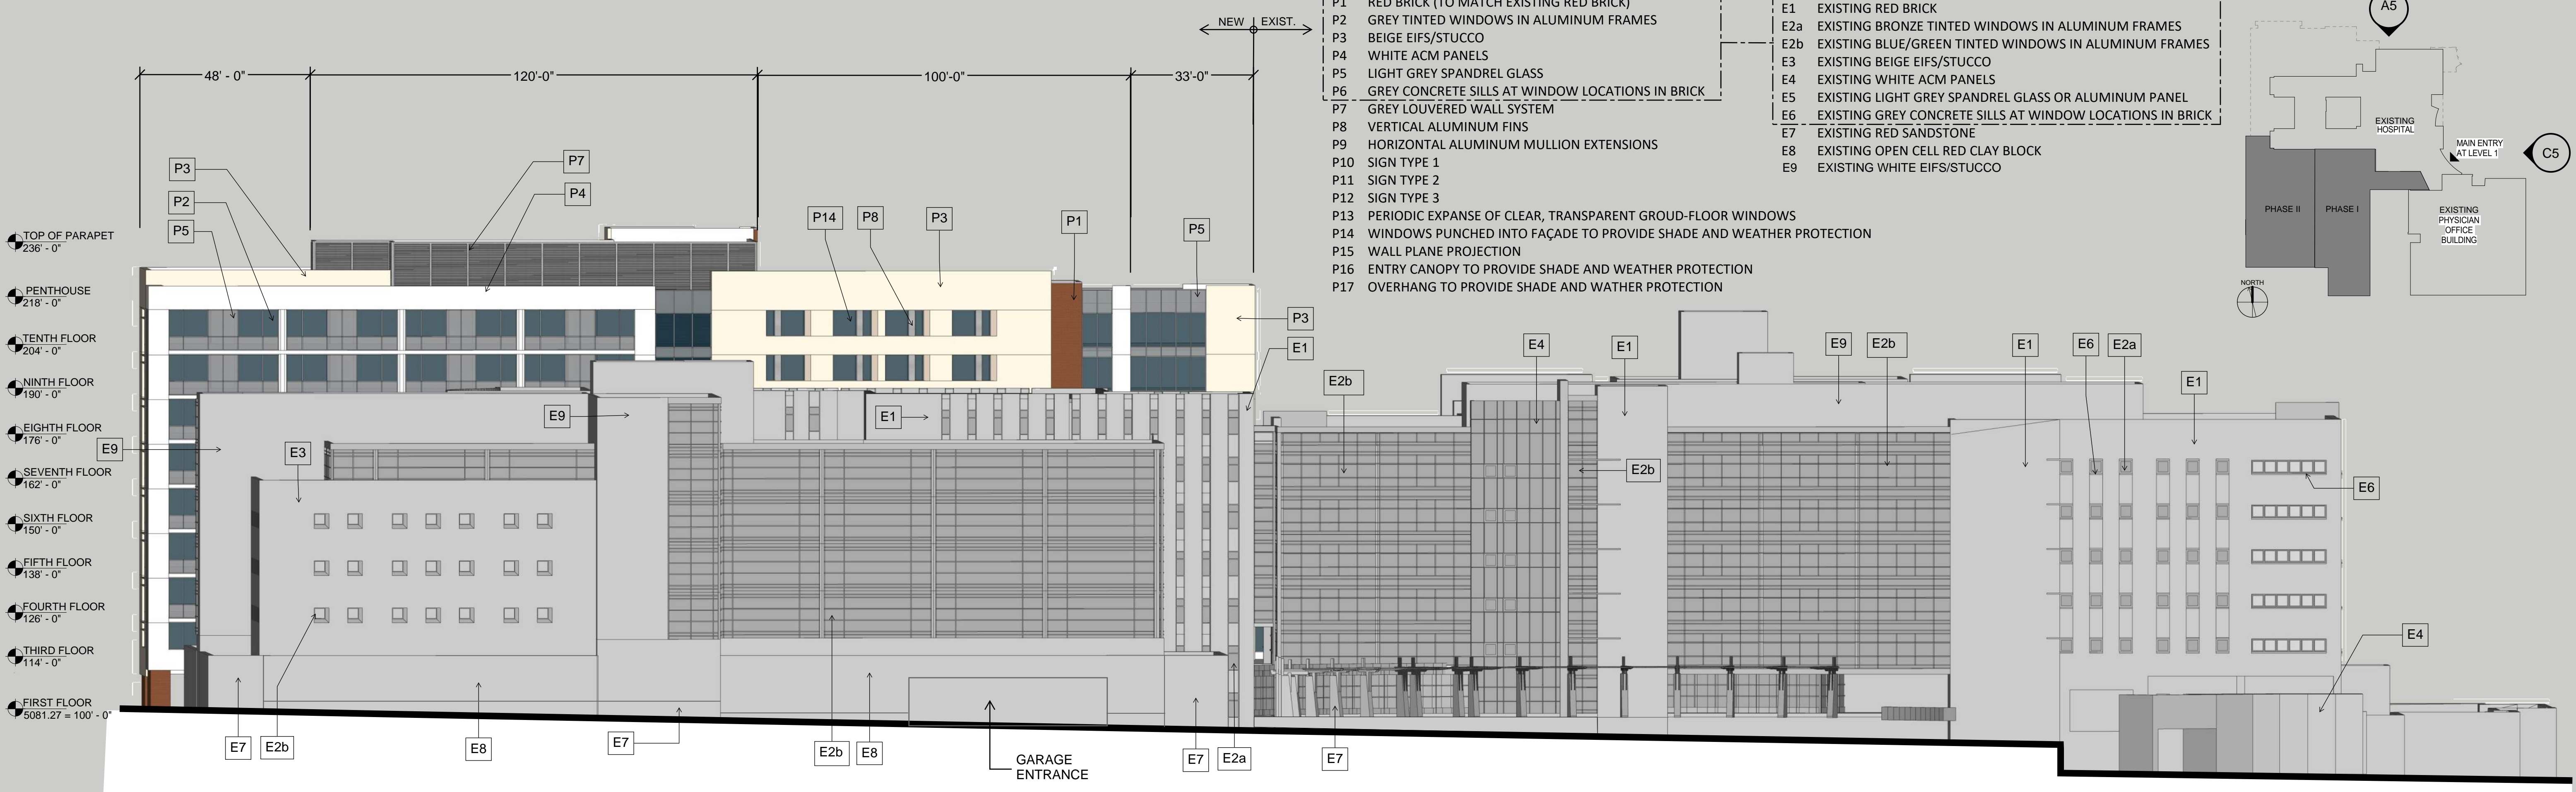 P1 RED BRICK (TO MATCH EXISTING RED BRICK)
P2 GREY TINTED WINDOWS IN ALUMINUM FRAMES
P3 BEIGE EIFS/STUCCO
P4 WHITE ACM PANELS
P5 LIGHT GREY SPANDREL GLASS
P6 GREY CONCRETE SILLS AT WINDOW LOCATIONS IN BRICK
P7 GREY LOUVERED WALL SYSTEM
P8 VERTICAL ALUMINUM FINS
P9 HORIZONTAL ALUMINUM MULLION EXTENSIONS
P10 SIGN TYPE 1
P11 SIGN TYPE 2
P12 SIGN TYPE 3
P13 PERIODIC EXPANSE OF CLEAR, TRANSPARENT GROUD-FLOOR WINDOWS
P14 WINDOWS PUNCHED INTO FAÇADE TO PROVIDE SHADE AND WEATHER PROTECTION
P15 WALL PLANE PROJECTION
P16 ENTRY CANOPY TO PROVIDE SHADE AND WEATHER PROTECTION
P17 OVERHANG TO PROVIDE SHADE AND WATHER PROTECTION
E1 EXISTING RED BRICK
E2a EXISTING BRONZE TINTED WINDOWS IN ALUMINUM FRAMES
E2b EXISTING BLUE/GREEN TINTED WINDOWS IN ALUMINUM FRAMES
E3 EXISTING BEIGE EIFS/STUCCO
E4 EXISTING WHITE ACM PANELS
E5 EXISTING LIGHT GREY SPANDREL GLASS OR ALUMINUM PANEL
E6 EXISTING GREY CONCRETE SILLS AT WINDOW LOCATIONS IN BRICK
E7 EXISTING RED SANDSTONE
E8 EXISTING OPEN CELL RED CLAY BLOCK
E9 EXISTING WHITE EIFS/STUCCO
A5
EXISTING
HOSPITAL
MAIN ENTRY
AT LEVEL 1
C5
PHASE II
PHASE I
EXISTING
PHYSICIAN
OFFICE
BUILDING
NORTH
NEW EXIST.
48' - 0"
120'-0"
100'-0"
33'-0"
TOP OF PARAPET
236' - 0"
PENTHOUSE
218' - 0"
TENTH FLOOR
204' - 0"
NINTH FLOOR
190' - 0"
EIGHTH FLOOR
176' - 0"
SEVENTH FLOOR
162' - 0"
SIXTH FLOOR
150' - 0"
FIFTH FLOOR
138' - 0"
FOURTH FLOOR
126' - 0"
THIRD FLOOR
114' - 0"
FIRST FLOOR
5081.27 = 100' - 0"
P3
P2
P5
P7
P4
P14
P8
P3
P1
P5
P3
E1
E4
E1
E9
E2b
E1
E6
E2a
E1
E2b
E9
E1
E9
E3
E2b
E6
E4
E7
E2b
E8
E7
E2b
E8
GARAGE
ENTRANCE
E7
E2a
E7